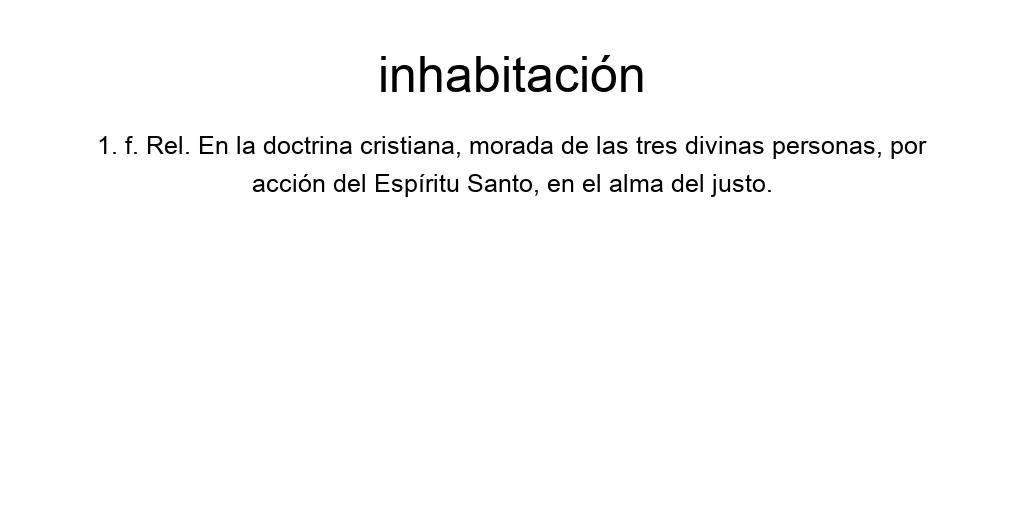 inhabitación
1. f. Rel. En la doctrina cristiana, morada de las tres divinas personas, por
acción del Espíritu Santo, en el alma del justo.